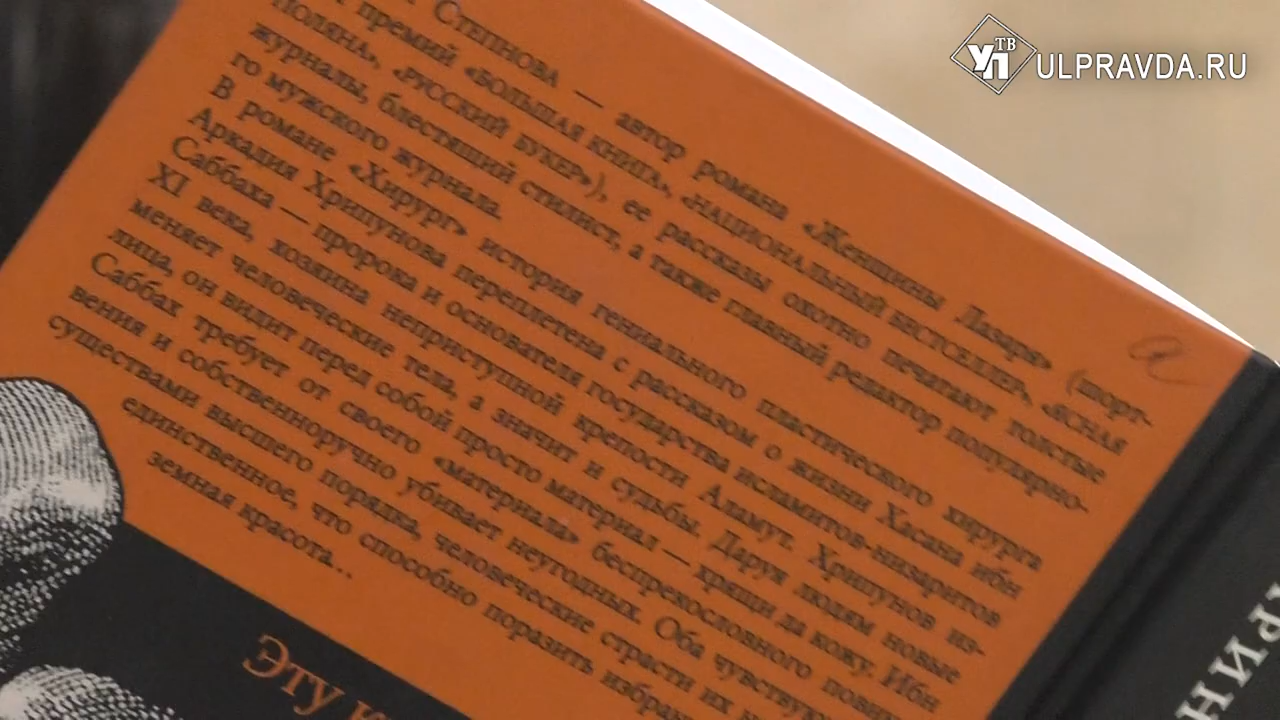 УП ТВ ULPRAVDA.RU
СТЕПНОВА — автор романа «Женщины Лазаря» (шорт-
премий «БОЛЬШАЯ КНИГА», «НАЦИОНАЛЬНЫЙ БЕСТСЕЛЛЕР», «ЯСНАЯ
ПОЛЯНА», «РУССКИЙ БУКЕР»), ее рассказы охотно печатают толстые
журналы, блестящий стилист, а также главный редактор популярно-
го мужского журнала.
В романе «Хирург» история гениального пластического хирурга
Аркадия Хрипунова переплетена с рассказом о жизни Хасана ибн
Саббаха — пророка и основателя государства исламитов-низаритов
XI века, хозяина неприступной крепости Аламут. Хрипунов из-
меняет человеческие тела, а значит и судьбы. Даруя людям новые
лица, он видит перед собой просто материал — хрящи да кожу. Ибн
Саббах требует от своего «материала» беспрекословного
вения и собственноручно убивает неугодных. Оба
существами высшего порядка, человеческие страсти их
единственное, что способно поразить
земная красота...
Эту
а
РИН